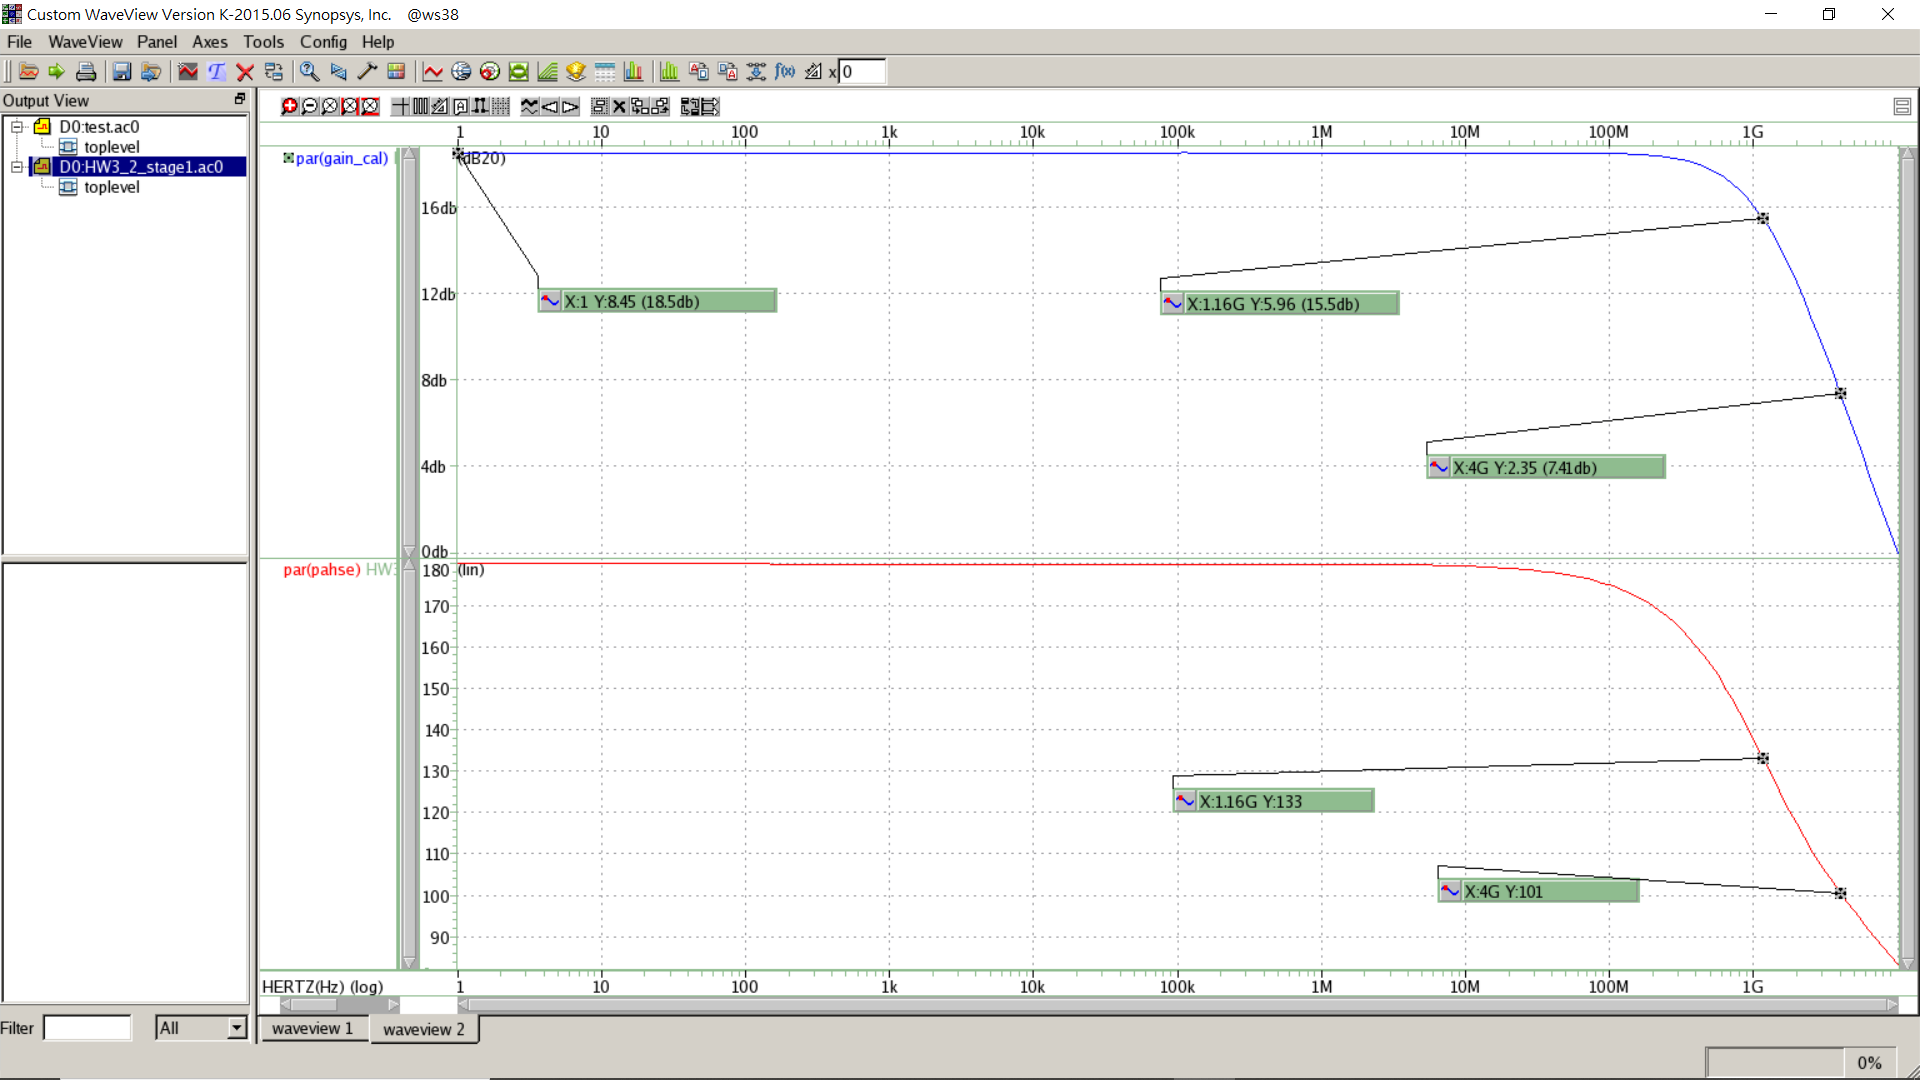 Custom WaveView Version K-2015.06 Synopsys, Inc. @ws38
File WaveView Panel Axes Tools Config Help
x 0
Output View
D0:test.ac0
toplevel
D0:HW3_2_stage1.ac0
toplevel
1 10 100 1k 10k 100k 1M 10M 100M 1G
par(gain_cal)
(dB20)
16db
12db
8db
4db
0db
X:1 Y:8.45 (18.5db)
X:1.16G Y:5.96 (15.5db)
X:4G Y:2.35 (7.41db)
par(pahse) HW3
180 (lin)
170
160
150
140
130
120
110
100
90
X:1.16G Y:133
X:4G Y:101
HERTZ(Hz) (log) 1 10 100 1k 10k 100k 1M 10M 100M 1G
Filter All
waveview 1 waveview 2
0%